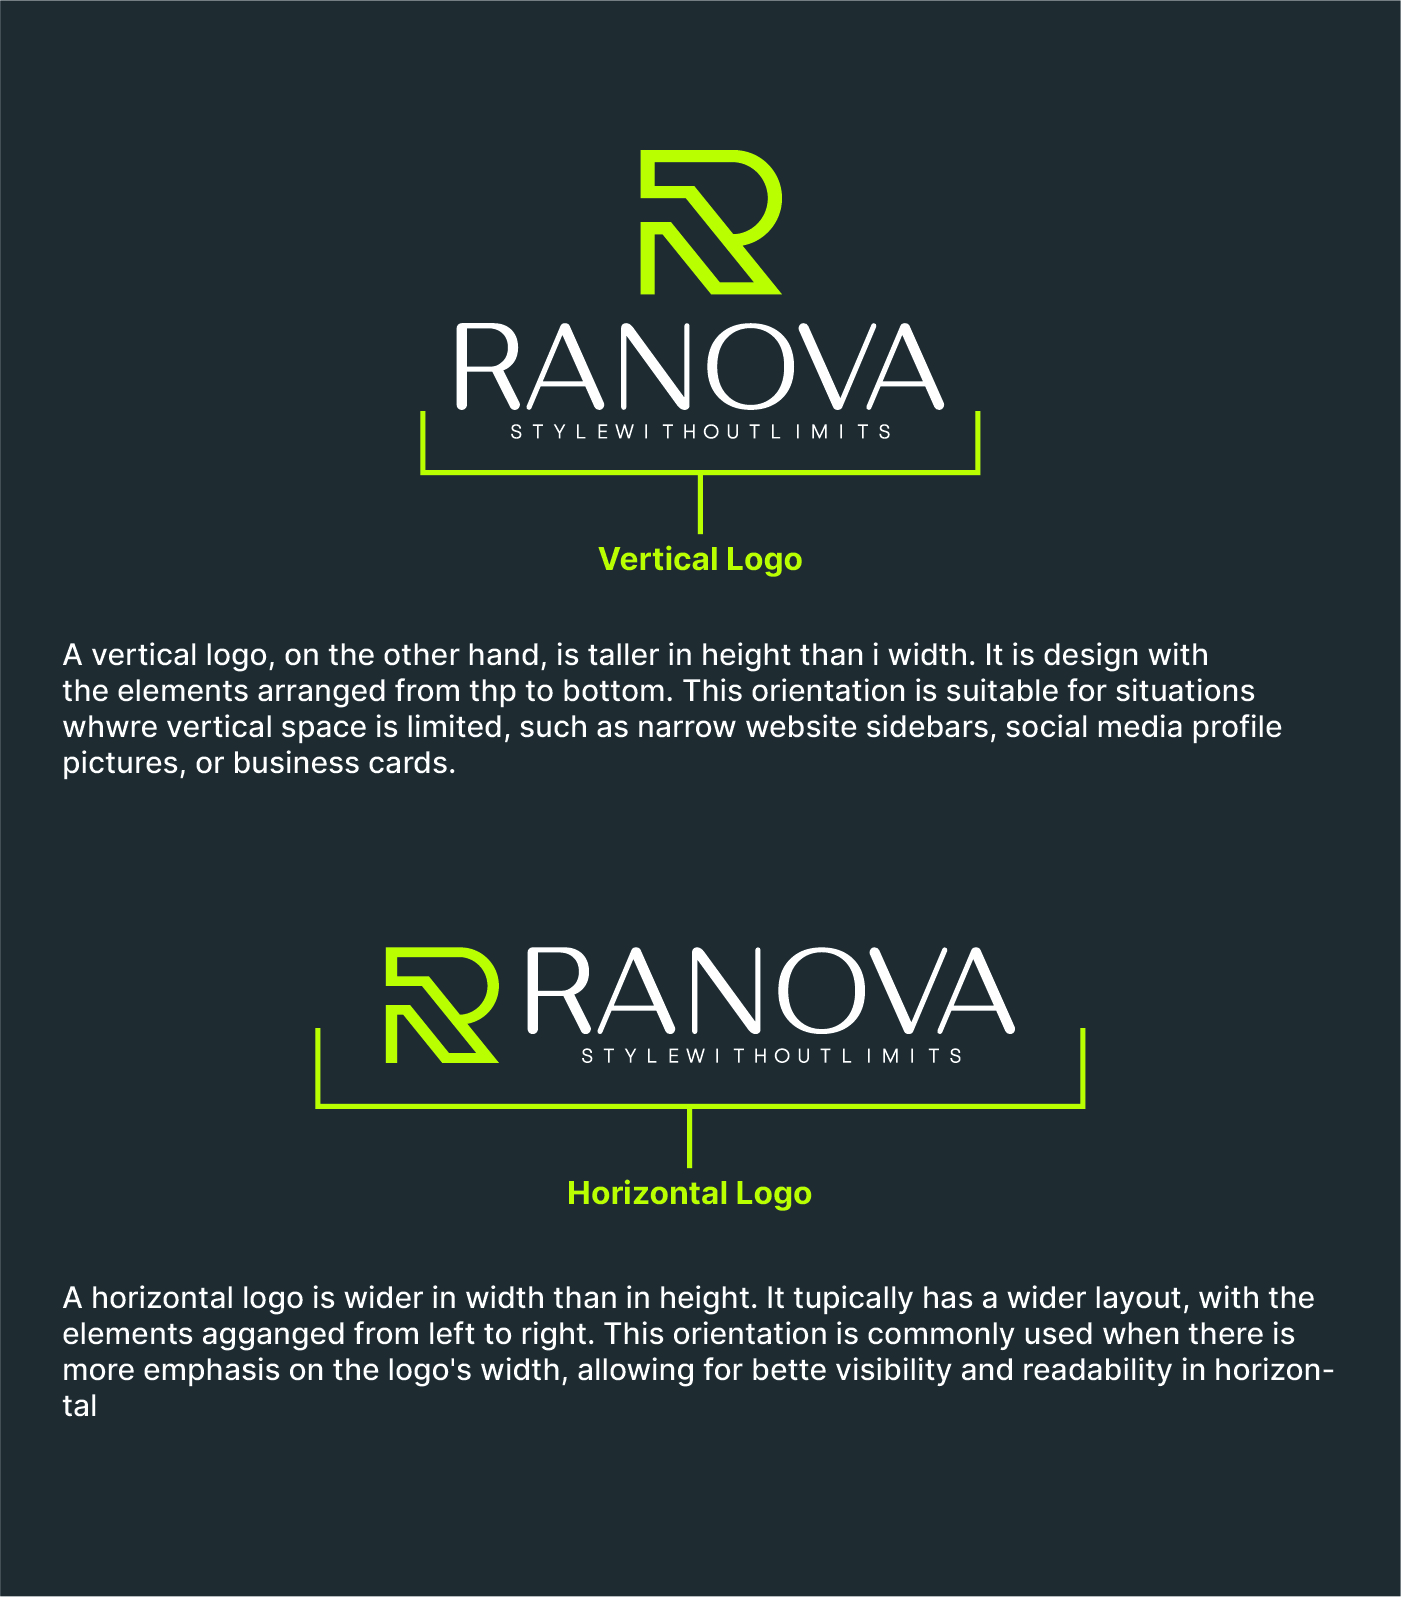 RANOVA
STYLEWITHOUTLIMITS
Vertical Logo
A vertical logo, on the other hand, is taller in height than i width. It is design with
the elements arranged from thp to bottom. This orientation is suitable for situations
whwre vertical space is limited, such as narrow website sidebars, social media profile
pictures, or business cards.
RANOVA
STYLEWITHOUTLIMITS
Horizontal Logo
A horizontal logo is wider in width than in height. It tupically has a wider layout, with the
elements agganged from left to right. This orientation is commonly used when there is
more emphasis on the logo's width, allowing for bette visibility and readability in horizon-
tal